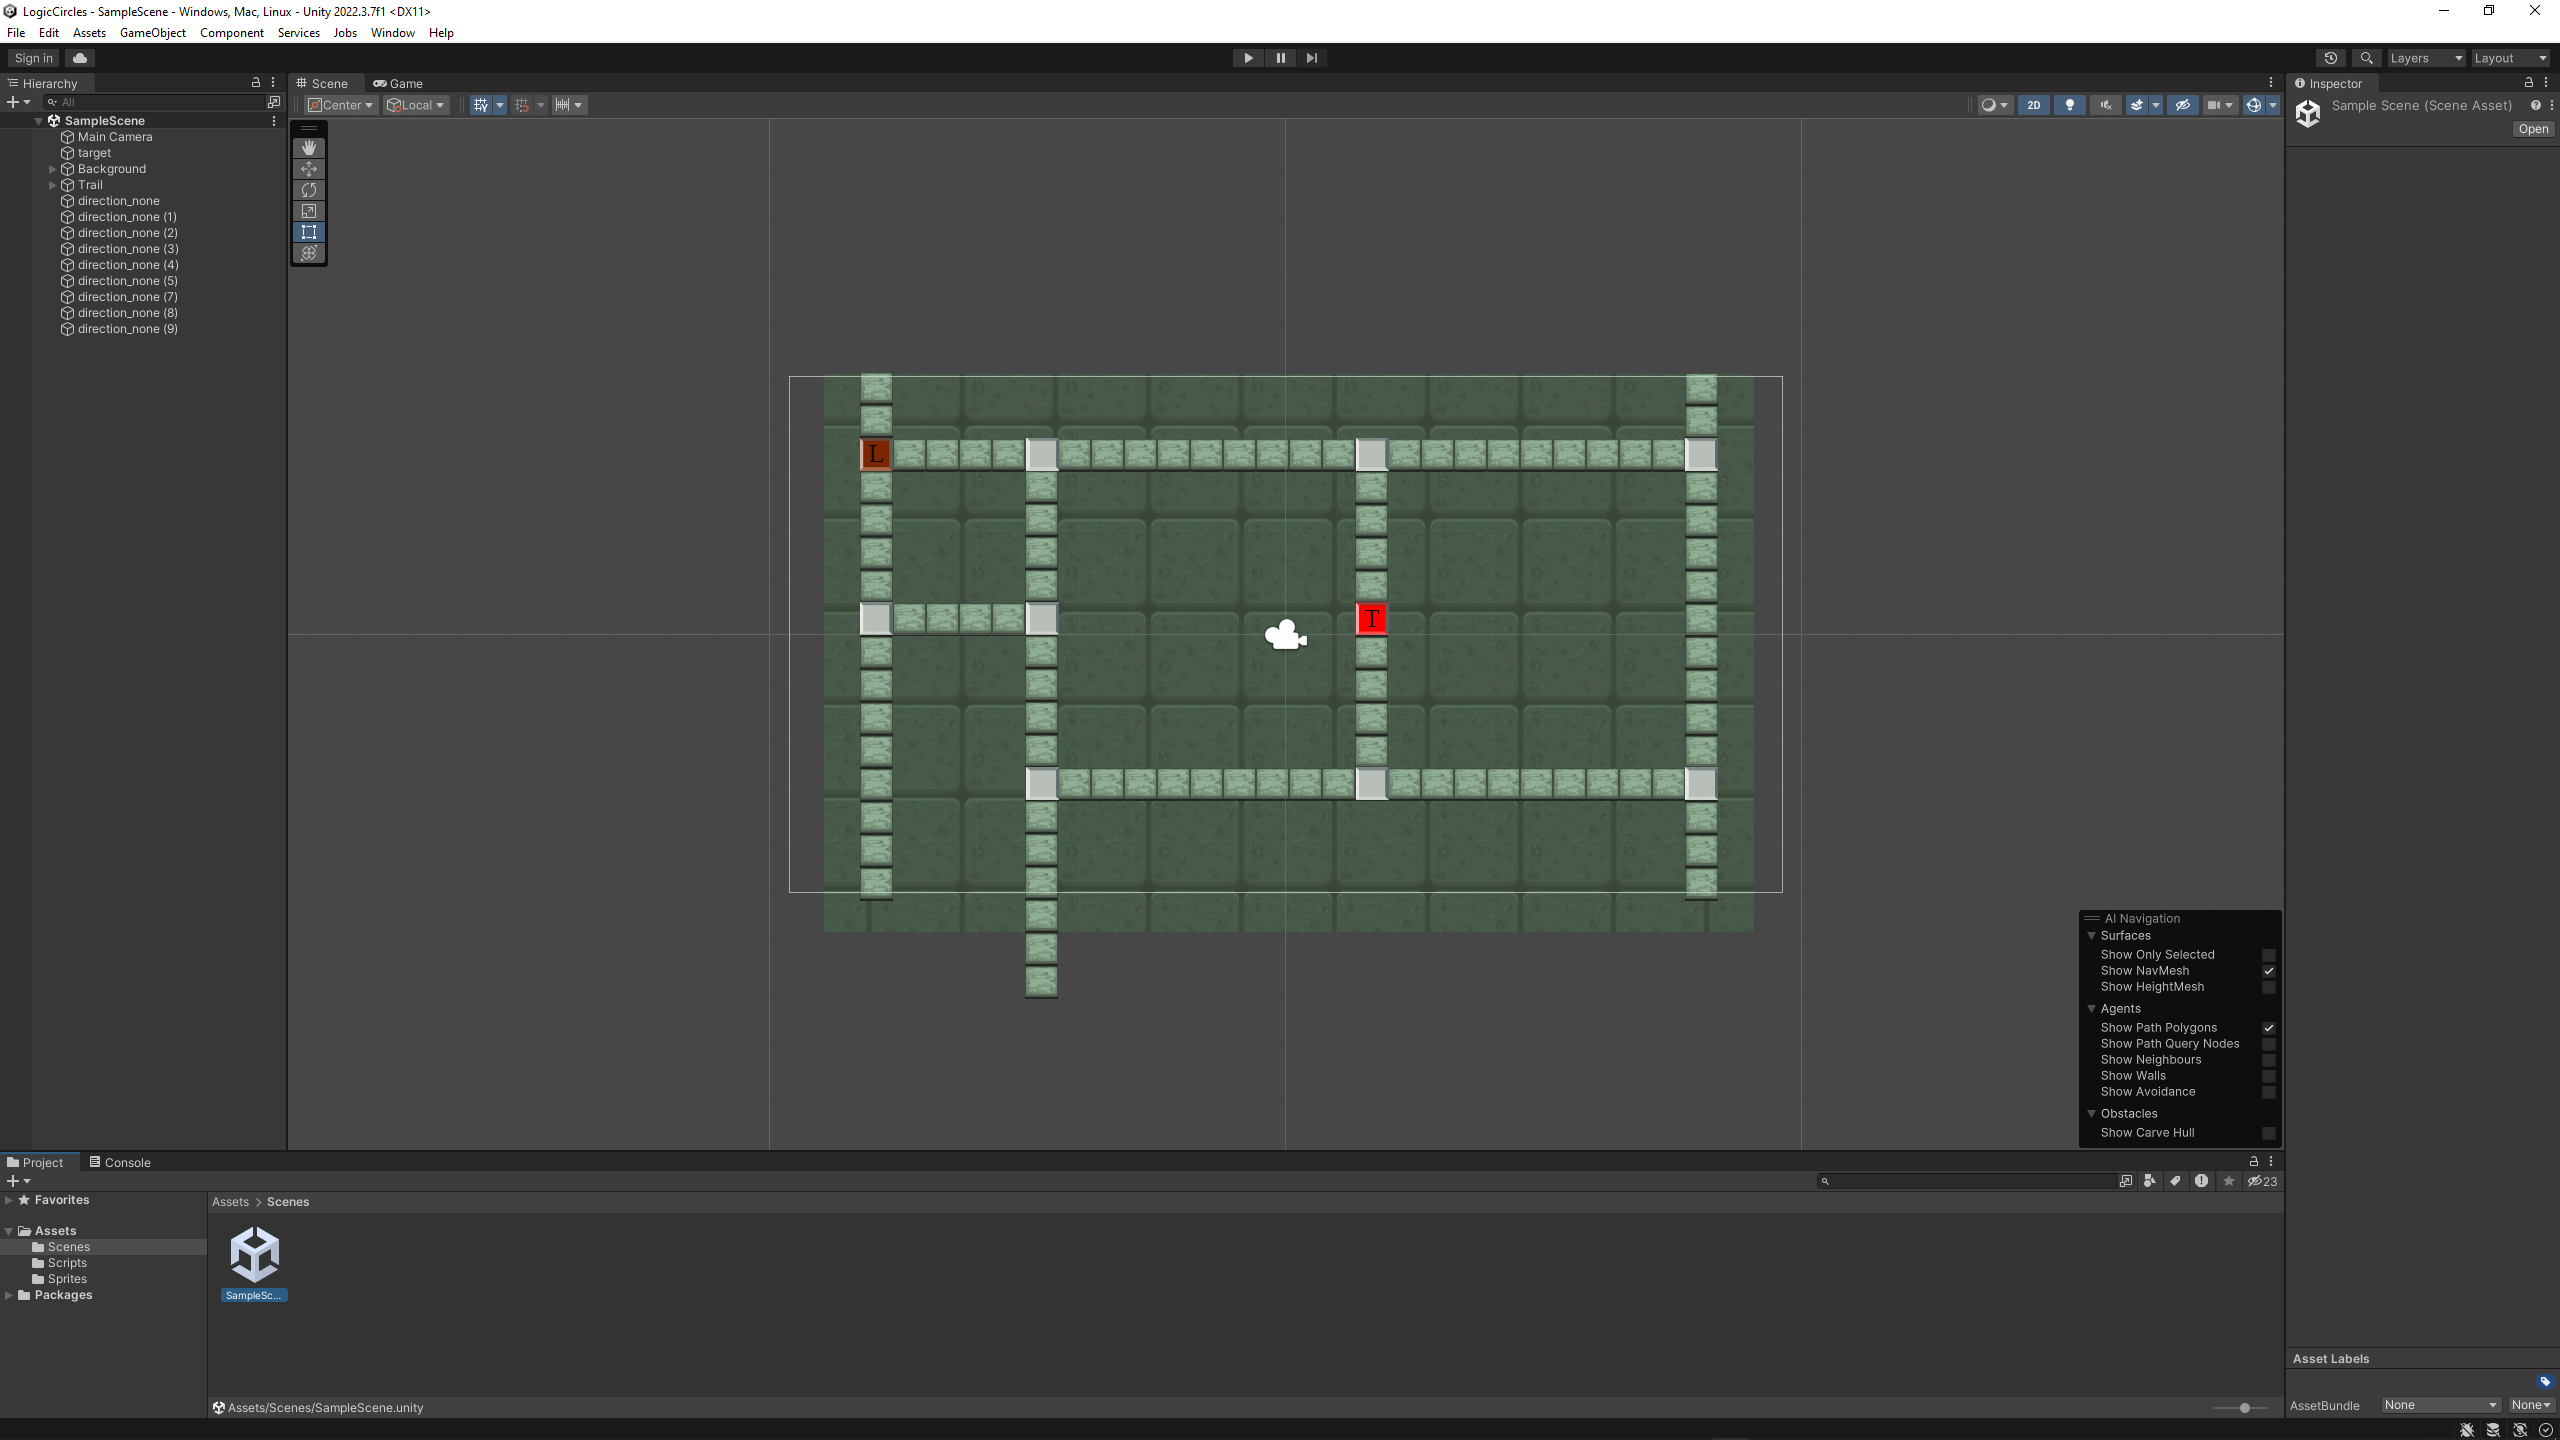 LogicCircles - SampleScene - Windows, Mac, Linux - Unity 2022.3.7f1 <DX11>
File Edit Assets GameObject Component Services Jobs Window Help
Sign in
Layers
Layout
Hierarchy
All
SampleScene
Main Camera
target
Background
Trail
direction_none
direction_none (1)
direction_none (2)
direction_none (3)
direction_none (4)
direction_none (5)
direction_none (7)
direction_none (8)
direction_none (9)
Scene
Game
Center
Local
2D
L
T
AI Navigation
Surfaces
Show Only Selected
Show NavMesh
Show HeightMesh
Agents
Show Path Polygons
Show Path Query Nodes
Show Neighbours
Show Walls
Show Avoidance
Obstacles
Show Carve Hull
Inspector
Sample Scene (Scene Asset)
Open
Project
Console
23
Favorites
Assets
Scenes
Scripts
Sprites
Packages
Assets > Scenes
SampleSc...
Assets/Scenes/SampleScene.unity
Asset Labels
AssetBundle
None
None